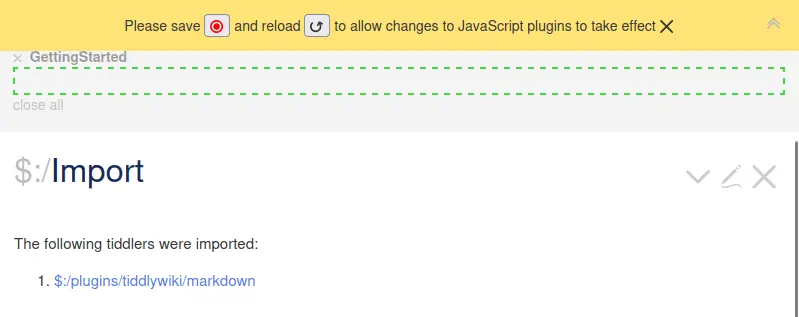 Please save and reload to allow changes to JavaScript plugins to take effect
GettingStarted
close all
$:/Import
The following tiddlers were imported:
1. $:/plugins/tiddlywiki/markdown